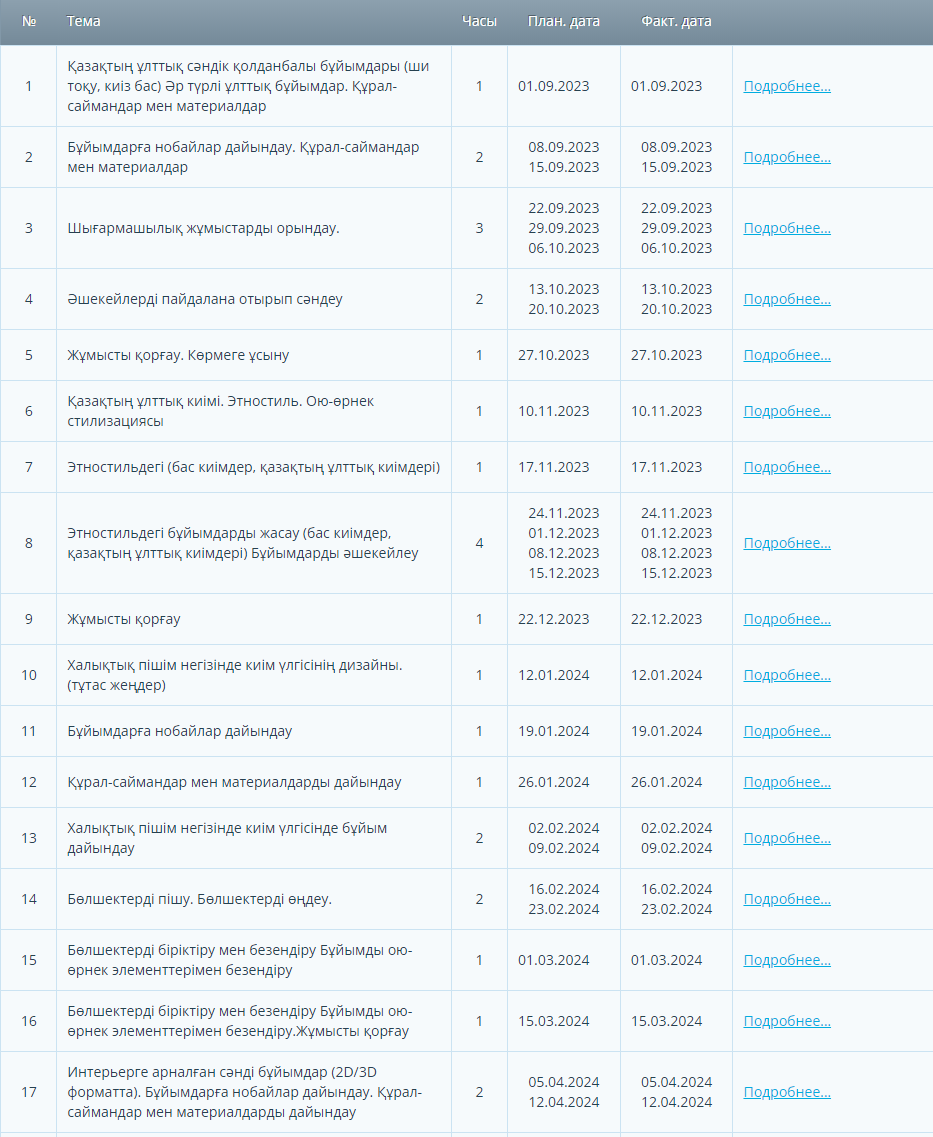 № Тема Часы План. дата Факт. дата
Қазақтың ұлттық сәндік қолданбалы бұйымдары (ши
1 тоқу, киіз бас) Әр түрлі ұлттық бұйымдар. Құрал- 1 01.09.2023 01.09.2023 Подробнее...
саймандар мен материалдар
Бұйымдарға нобайлар дайындау. Құрал-саймандар 08.09.2023 08.09.2023
2 мен материалдар 2 15.09.2023 15.09.2023 Подробнее...
22.09.2023 22.09.2023
3 Шығармашылық жұмыстарды орындау. 3 29.09.2023 29.09.2023 Подробнее...
06.10.2023 06.10.2023
4 Әшекейлерді пайдалана отырып сәндеу 2 13.10.2023 13.10.2023 Подробнее...
20.10.2023 20.10.2023
5 Жұмысты қорғау. Көрмеге ұсыну 1 27.10.2023 27.10.2023 Подробнее...
6 Қазақтың ұлттық киімі. Этностиль. Ою-өрнек 1 10.11.2023 10.11.2023 Подробнее...
стилизациясы
7 Этностильдегі (бас киімдер, қазақтың ұлттық киімдері) 1 17.11.2023 17.11.2023 Подробнее...
24.11.2023 24.11.2023
8 Этностильдегі бұйымдарды жасау (бас киімдер, 4 01.12.2023 01.12.2023 Подробнее...
қазақтың ұлттық киімдері) Бұйымдарды әшекейлеу 08.12.2023 08.12.2023
15.12.2023 15.12.2023
9 Жұмысты қорғау 1 22.12.2023 22.12.2023 Подробнее...
10 Халықтық пішім негізінде киім үлгісінің дизайны. 1 12.01.2024 12.01.2024 Подробнее...
(тұтас жеңдер)
11 Бұйымдарға нобайлар дайындау 1 19.01.2024 19.01.2024 Подробнее...
12 Құрал-саймандар мен материалдарды дайындау 1 26.01.2024 26.01.2024 Подробнее...
13 Халықтық пішім негізінде киім үлгісінде бұйым 2 02.02.2024 02.02.2024 Подробнее...
дайындау 09.02.2024 09.02.2024
14 Бөлшектерді пішу. Бөлшектерді өңдеу. 2 16.02.2024 16.02.2024 Подробнее...
23.02.2024 23.02.2024
15 Бөлшектерді біріктіру мен безендіру Бұйымды ою- 1 01.03.2024 01.03.2024 Подробнее...
өрнек элементтерімен безендіру
16 Бөлшектерді біріктіру мен безендіру Бұйымды ою- 1 15.03.2024 15.03.2024 Подробнее...
өрнек элементтерімен безендіру.Жұмысты қорғау
Интерьерге арналған сәнді бұйымдар (2D/3D
17 форматта). Бұйымдарға нобайлар дайындау. Құрал- 2 05.04.2024 05.04.2024 Подробнее...
саймандар мен материалдарды дайындау 12.04.2024 12.04.2024